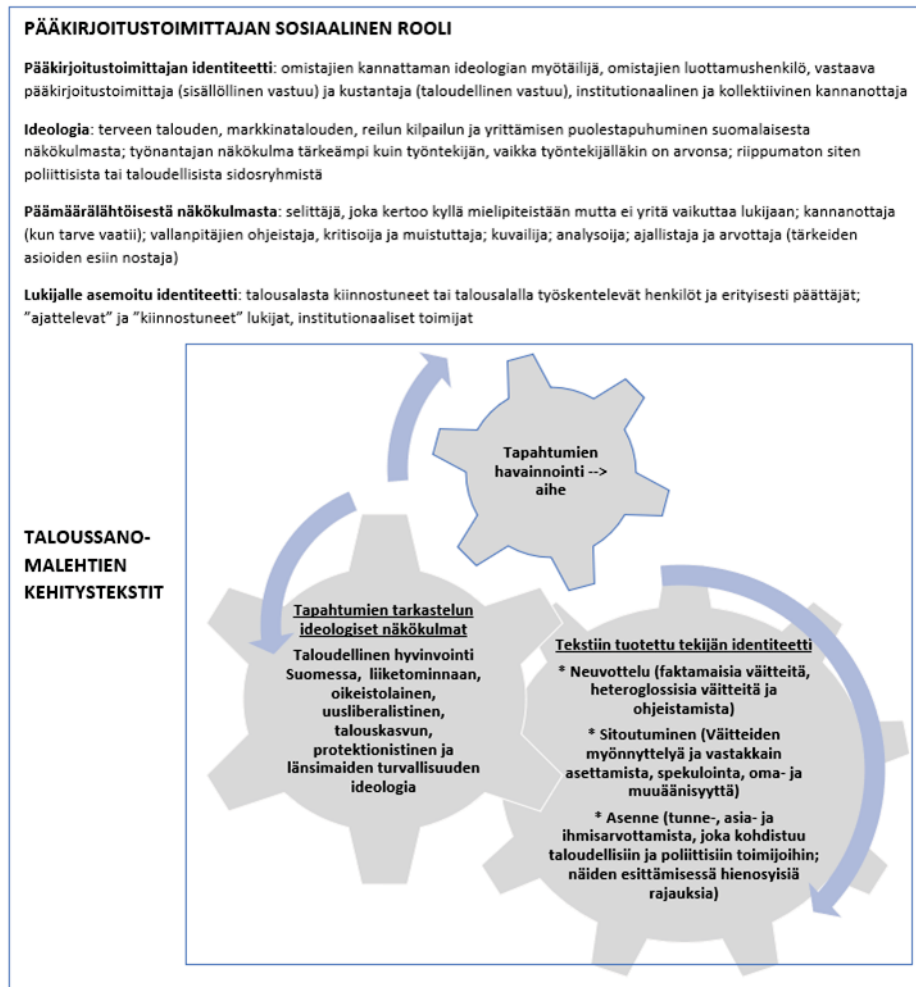 PÄÄKIRJOITUSTOIMITTAJAN SOSIAALINEN ROOLI
Pääkirjoitustoimittajan identiteetti: omistajien kannattaman ideologian myötäilijä, omistajien luottamushenkilö, vastaava
pääkirjoitustoimittaja (sisällöllinen vastuu) ja kustantaja (taloudellinen vastuu), institutionaalinen ja kollektiivinen kannanottaja
Ideologia: terveen talouden, markkinatalouden, reilun kilpailun ja yrittämisen puolestapuhuminen suomalaisesta
näkökulmasta; työnantajan näkökulma tärkeämpi kuin työntekijän, vaikka työntekijälläkin on arvonsa; riippumaton siten
poliittisista tai taloudellisista sidosryhmistä
Päämäärälähtöisestä näkökulmasta: selittäjä, joka kertoo kyllä mielipiteistään mutta ei yritä vaikuttaa lukijaan; kannanottaja
(kun tarve vaatii); vallanpitäjien ohjeistaja, kritisoija ja muistuttaja; kuvailija; analysoija; ajallistaja ja arvottaja (tärkeiden
asioiden esiin nostaja)
Lukijalle asemoitu identiteetti: talousalasta kiinnostuneet tai talousalalla työskentelevät henkilöt ja erityisesti päättäjät;
”ajattelevat” ja ”kiinnostuneet” lukijat, institutionaaliset toimijat
Tapahtumien
havainnointi -->
aihe
TALOUSSANO-
MALEHTIEN
KEHITYSTEKSTIT
Tapahtumien tarkastelun
ideologiset näkökulmat
Taloudellinen hyvinvointi
Suomessa, liiketominnaan,
oikeistolainen,
uusliberalistinen,
talouskasvun,
protektionistinen ja
länsimaiden turvallisuuden
ideologia
Tekstiin tuotettu tekijän identiteetti
* Neuvottelu (faktamaisia väitteitä,
heteroglossisia väitteitä ja
ohjeistamista)
* Sitoutuminen (Väitteiden
myönnyttelyä ja vastakkain
asettamista, spekulointa, oma- ja
muuäänisyyttä)
* Asenne (tunne-, asia- ja
ihmisarvottamista, joka kohdistuu
taloudellisiin ja poliittisiin toimijoihin;
näiden esittämisessä hienosyisiä
rajauksia)